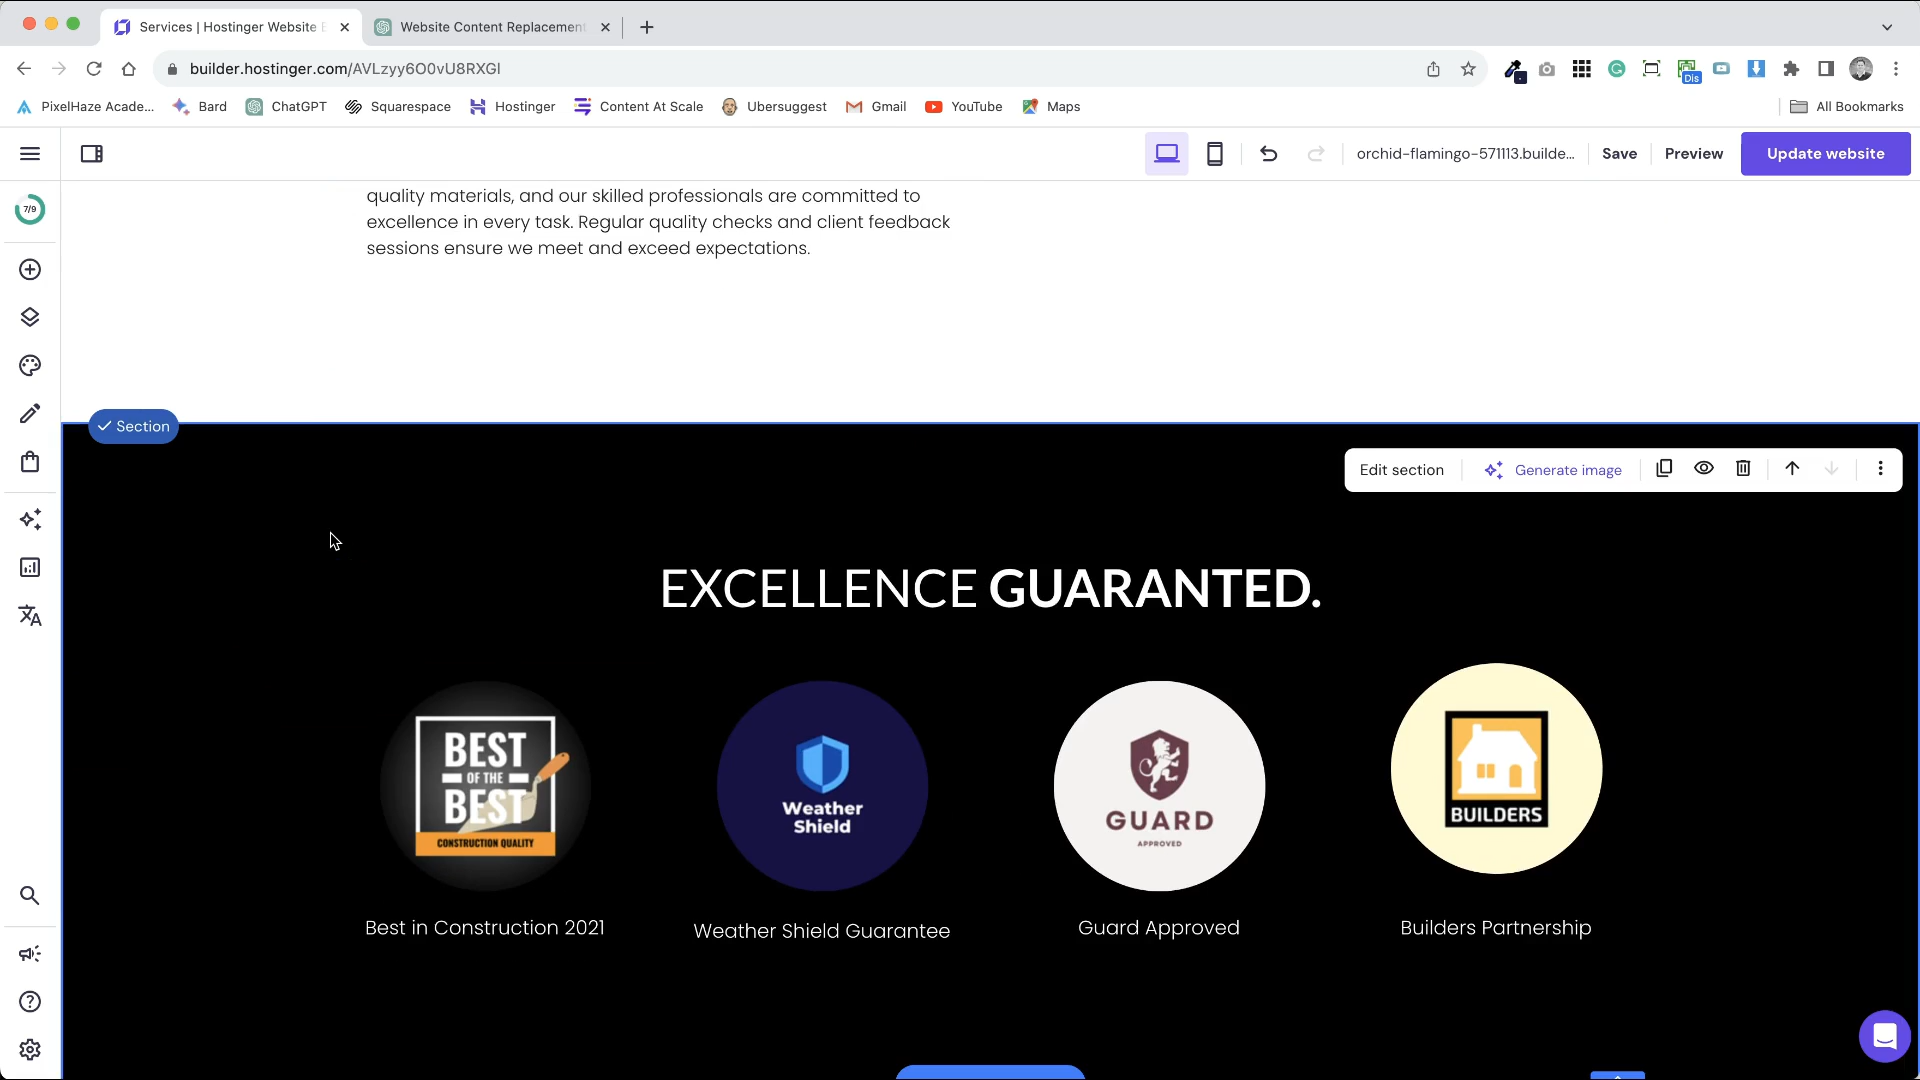 Services | Hostinger Website E
Website Content Replacement
builder.hostinger.com/AVLzyy6O0vU8RXGI
Dis
PixelHaze Acade...
Bard
ChatGPT
Squarespace
Hostinger
Content At Scale
Ubersuggest
Gmail
YouTube
Maps
All Bookmarks
orchid-flamingo-571113.builde...
Save
Preview
Update website
7/9
quality materials, and our skilled professionals are committed to
excellence in every task. Regular quality checks and client feedback
sessions ensure we meet and exceed expectations.
Section
Edit section
Generate image
EXCELLENCE GUARANTED.
BEST
OF THE
BEST
CONSTRUCTION QUALITY
Weather
Shield
GUARD
APPROVED
BUILDERS
Best in Construction 2021
Weather Shield Guarantee
Guard Approved
Builders Partnership